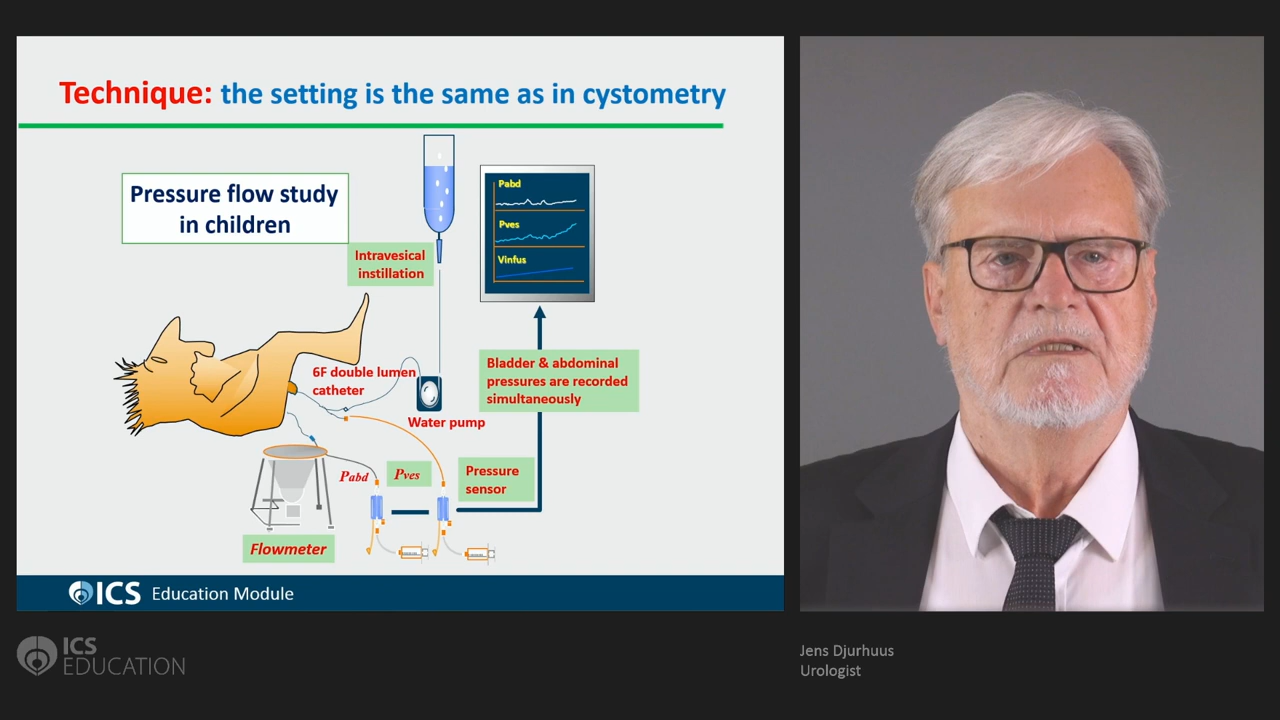 Technique: the setting is the same as in cystometry
Pressure flow study
in children
Intravesical
instillation
Pabd
Pves
Vinfus
6F double lumen
catheter
Water pump
Bladder & abdominal
pressures are recorded
simultaneously
Pabd
Pves
Pressure
sensor
Flowmeter
ICS Education Module
ICS
EDUCATION
Jens Djurhuus
Urologist